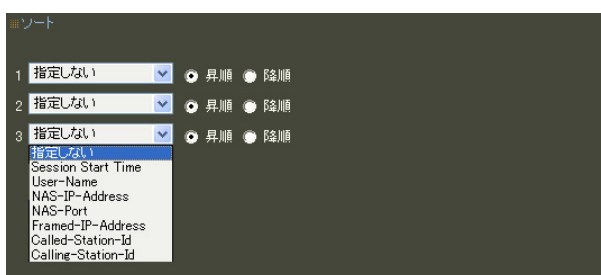 ソート
1 指定しない 昇順 降順
2 指定しない 昇順 降順
3 指定しない 昇順 降順
指定しない
Session Start Time
User-Name
NAS-IP-Address
NAS-Port
Framed-IP-Address
Called-Station-Id
Calling-Station-Id